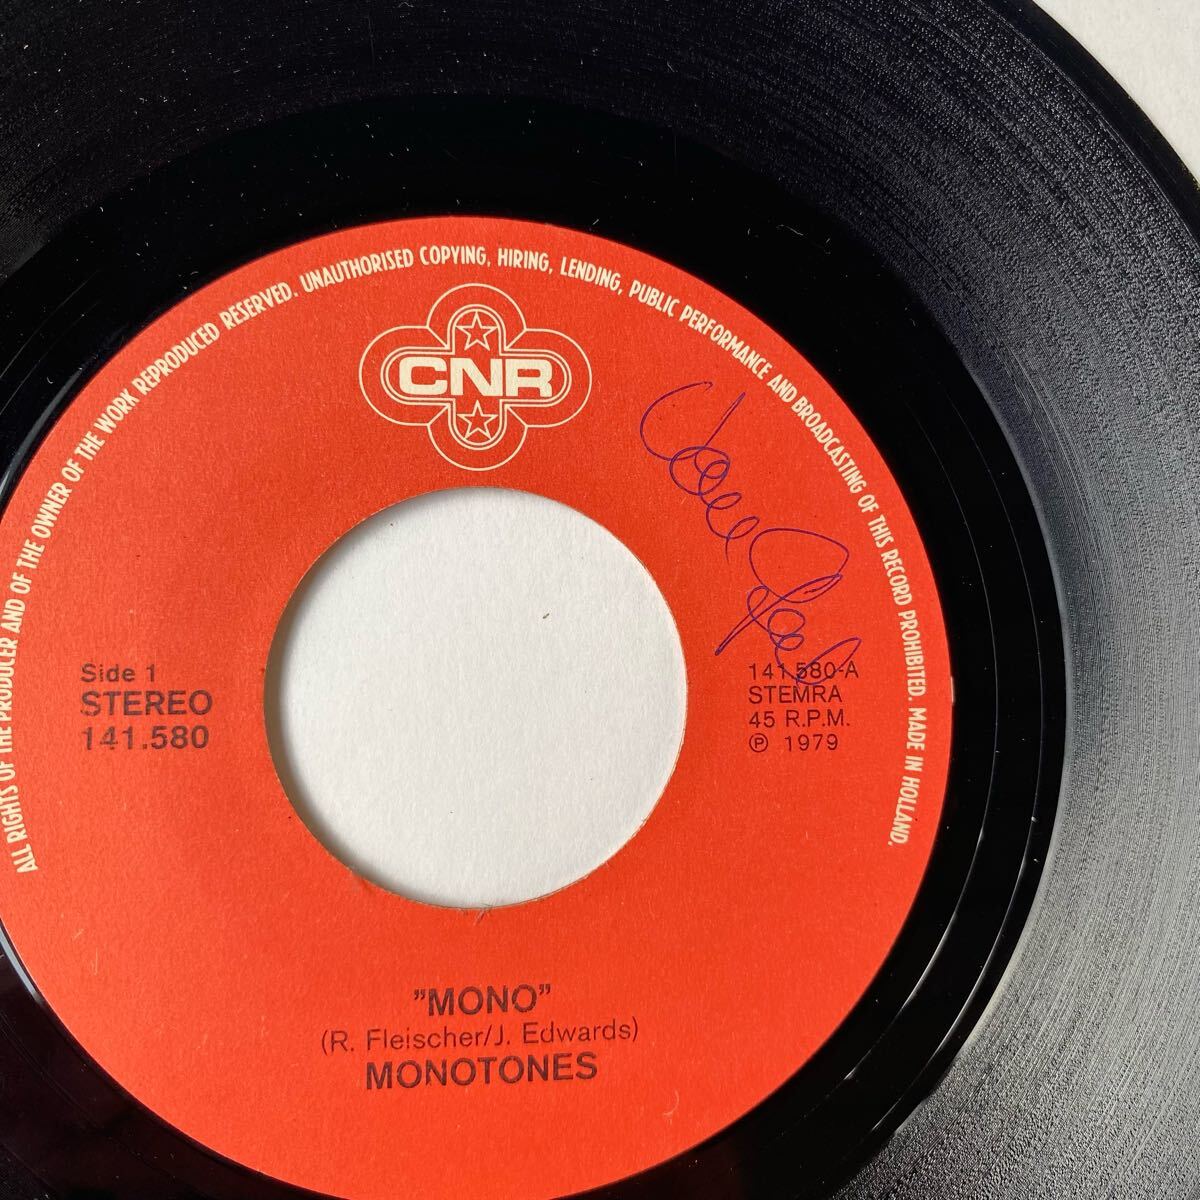 ALL RIGHTS OF THE PRODUCER AND OF THE OWNER OF THE WORK REPRODUCED RESERVED. UNAUTHORISED COPYING, HIRING, LENDING, PUBLIC PERFORMANCE AND BROADCASTING OF THIS RECORD PROHIBITED. MADE IN HOLLAND.
CNR
Side 1
STEREO
141.580
141.580-A
STEMRA
45 R.P.M.
℗ 1979
"MONO"
(R. Fleischer/J. Edwards)
MONOTONES